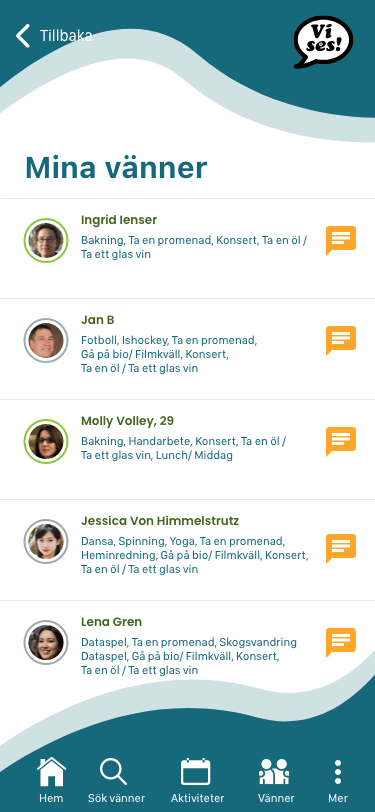 Tillbaka
Vi
ses!
Mina vänner
Ingrid Ienser
Bakning, Ta en promenad, Konsert, Ta en öl /
Ta ett glas vin
Jan B
Fotboll, Ishockey, Ta en promenad,
Gå på bio/ Filmkväll, Konsert,
Ta en öl / Ta ett glas vin
Molly Volley, 29
Bakning, Handarbete, Konsert, Ta en öl /
Ta ett glas vin, Lunch/ Middag
Jessica Von Himmelstrutz
Dansa, Spinning, Yoga, Ta en promenad,
Heminredning, Gå på bio/ Filmkväll, Konsert,
Ta en öl / Ta ett glas vin
Lena Gren
Dataspel, Ta en promenad, Skogsvandring
Dataspel, Gå på bio/ Filmkväll, Konsert,
Ta en öl / Ta ett glas vin
Hem
Sök vänner
Aktiviteter
Vänner
Mer